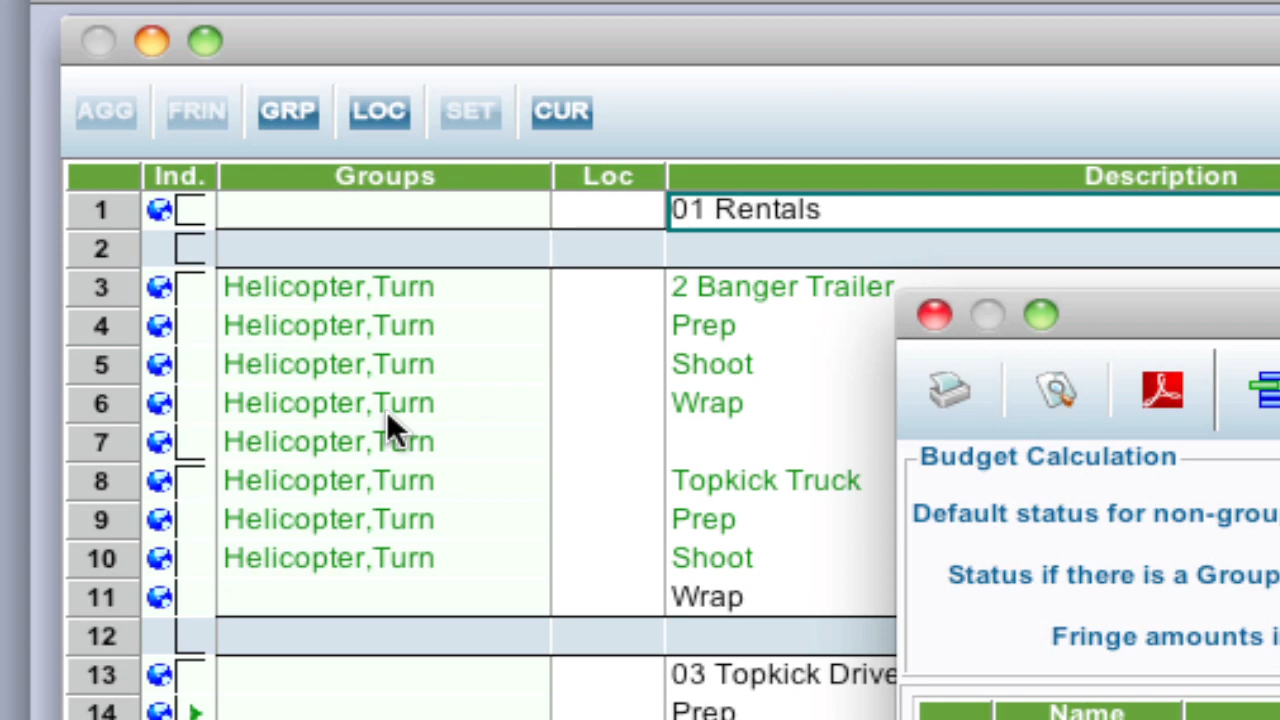 AGG FRIN GRP LOC SET CUR
Ind. Groups Loc Description
1 01 Rentals
2
3 Helicopter,Turn 2 Banger Trailer
4 Helicopter,Turn Prep
5 Helicopter,Turn Shoot
6 Helicopter,Turn Wrap
7 Helicopter,Turn
8 Helicopter,Turn Topkick Truck
9 Helicopter,Turn Prep
10 Helicopter,Turn Shoot
11 Wrap
12
13 03 Topkick Drive
14 Prep
Budget Calculation
Default status for non-grou
Status if there is a Group
Fringe amounts i
Name